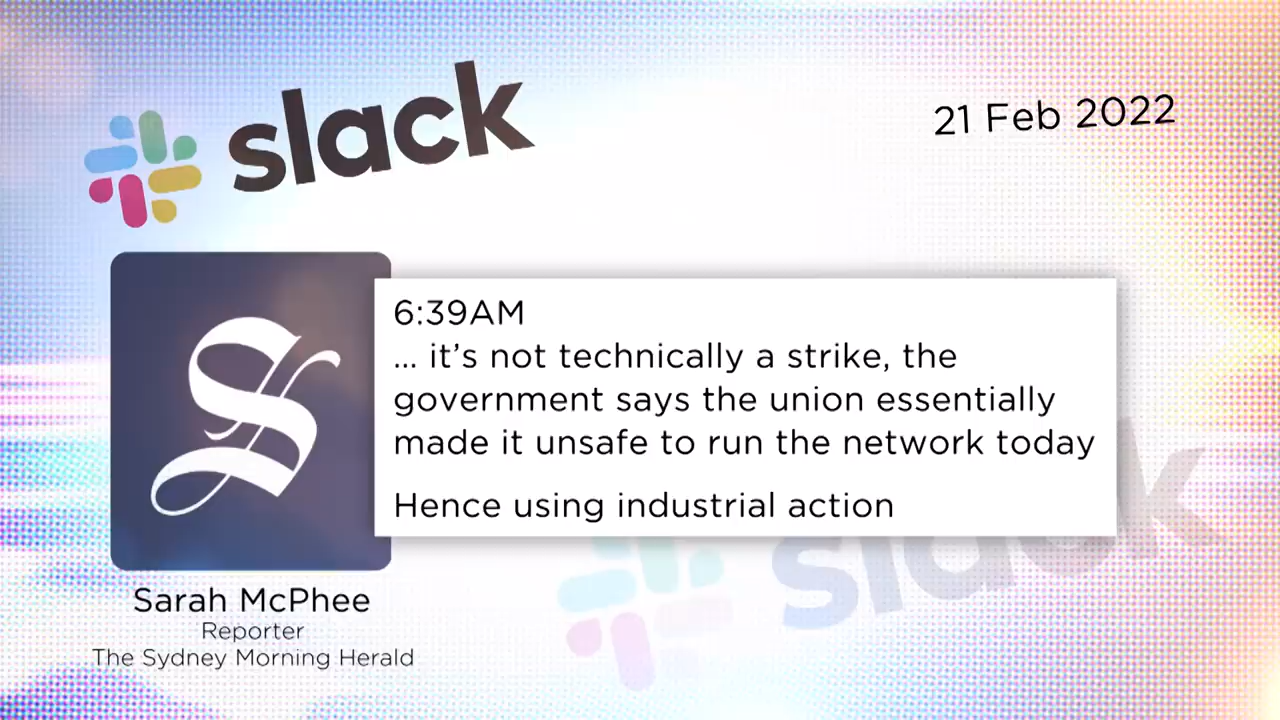 slack
21 Feb 2022
6:39AM
... it's not technically a strike, the
government says the union essentially
made it unsafe to run the network today
Hence using industrial action
S
Sarah McPhee
Reporter
The Sydney Morning Herald
slack